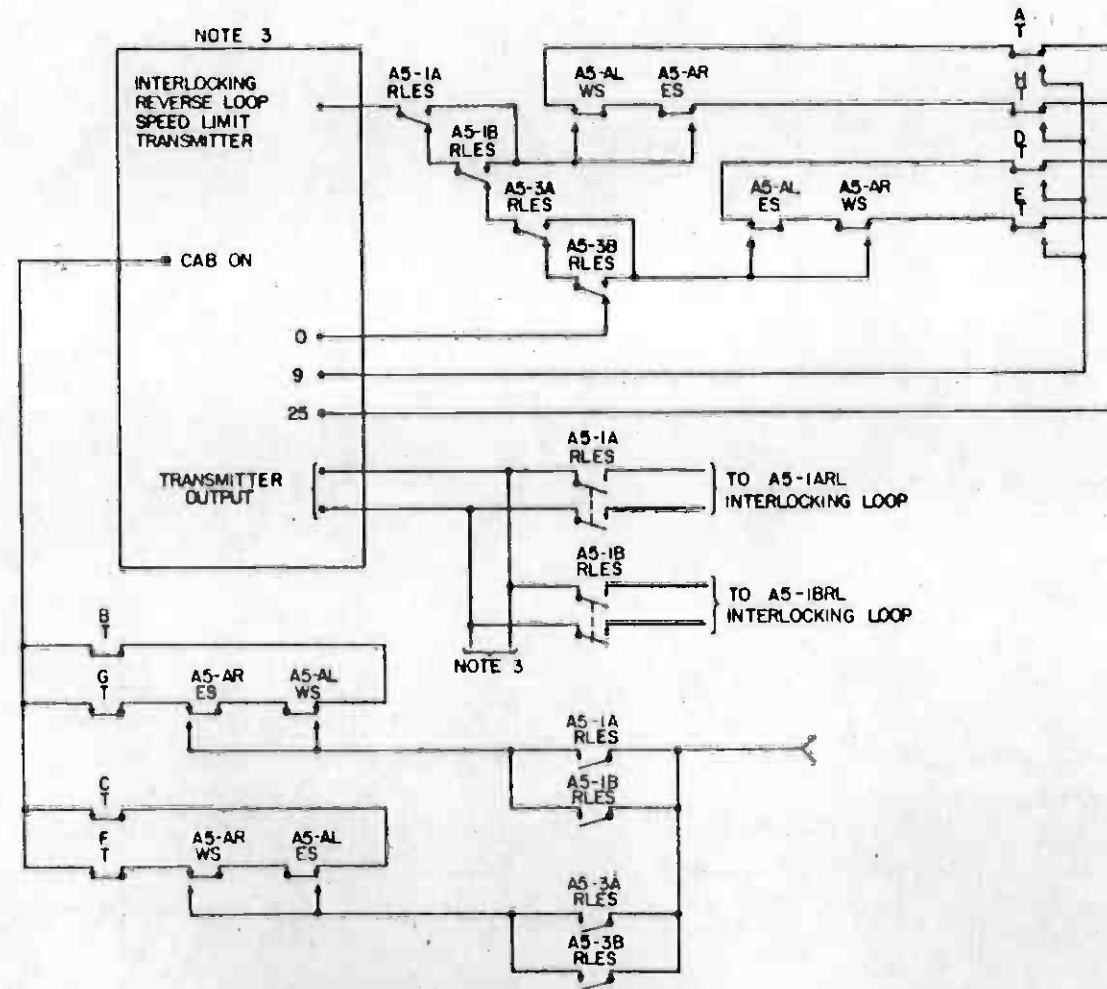 NOTE 3
INTERLOCKING
REVERSE LOOP
SPEED LIMIT
TRANSMITTER
CAB ON
0
9
25
TRANSMITTER
OUTPUT
A5-1A
RLES
A5-1B
RLES
A5-3A
RLES
A5-3B
RLES
A5-AL
WS
A5-AR
ES
A5-AL
ES
A5-AR
WS
A
T
H
T
D
T
E
T
A5-1A
RLES
TO A5-1ARL
INTERLOCKING LOOP
A5-1B
RLES
TO A5-1BRL
INTERLOCKING LOOP
NOTE 3
B
T
G
T
A5-AR
ES
A5-AL
WS
C
T
F
T
A5-AR
WS
A5-AL
ES
A5-1A
RLES
A5-1B
RLES
A5-3A
RLES
A5-3B
RLES